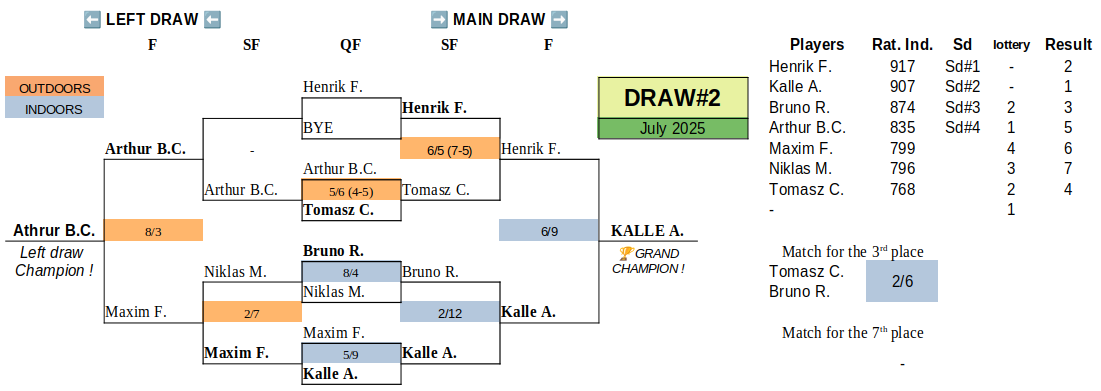 ⬅ LEFT DRAW ⬅ ➡ MAIN DRAW ➡
F SF QF SF F
OUTDOORS
INDOORS
Henrik F.
BYE
Henrik F.
DRAW#2
July 2025
Arthur B.C.
-
6/5 (7-5)
Henrik F.
Arthur B.C.
Arthur B.C.
5/6 (4-5)
Tomasz C.
Tomasz C.
Athrur B.C.
8/3
6/9
KALLE A.
Left draw
Champion !
🏆GRAND
CHAMPION !
Bruno R.
Niklas M.
8/4
Bruno R.
Niklas M.
Maxim F.
2/7
2/12
Kalle A.
Maxim F.
Maxim F.
5/9
Kalle A.
Kalle A.
Players Rat. Ind. Sd lottery Result
Henrik F. 917 Sd#1 - 2
Kalle A. 907 Sd#2 - 1
Bruno R. 874 Sd#3 2 3
Arthur B.C. 835 Sd#4 1 5
Maxim F. 799 4 6
Niklas M. 796 3 7
Tomasz C. 768 2 4
- 1
Match for the 3rd place
Tomasz C.
2/6
Bruno R.
Match for the 7th place
-